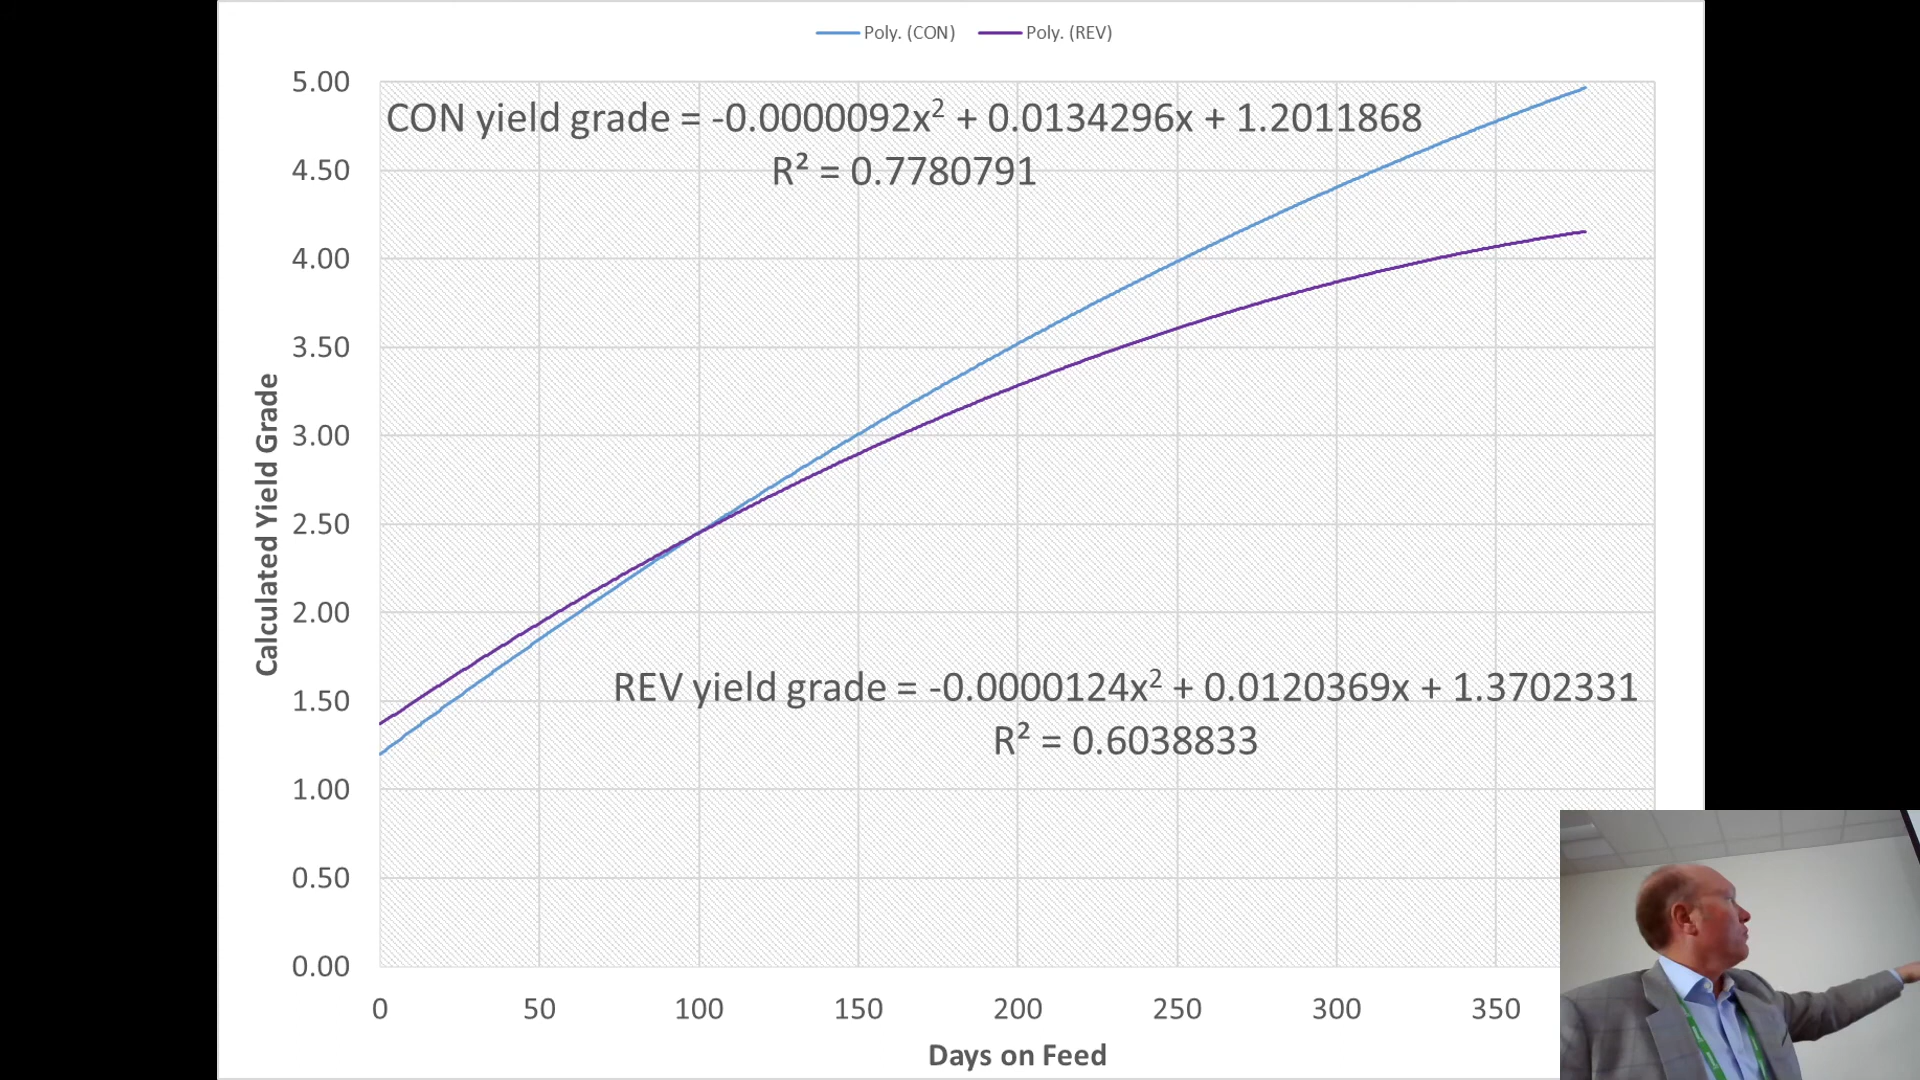 Poly. (CON) Poly. (REV)
5.00
CON yield grade = -0.0000092x² + 0.0134296x + 1.2011868
R² = 0.7780791
4.50
4.00
3.50
3.00
2.50
2.00
REV yield grade = -0.0000124x² + 0.0120369x + 1.3702331
1.50
R² = 0.6038833
1.00
0.50
0.00
Calculated Yield Grade
0 50 100 150 200 250 300 350
Days on Feed